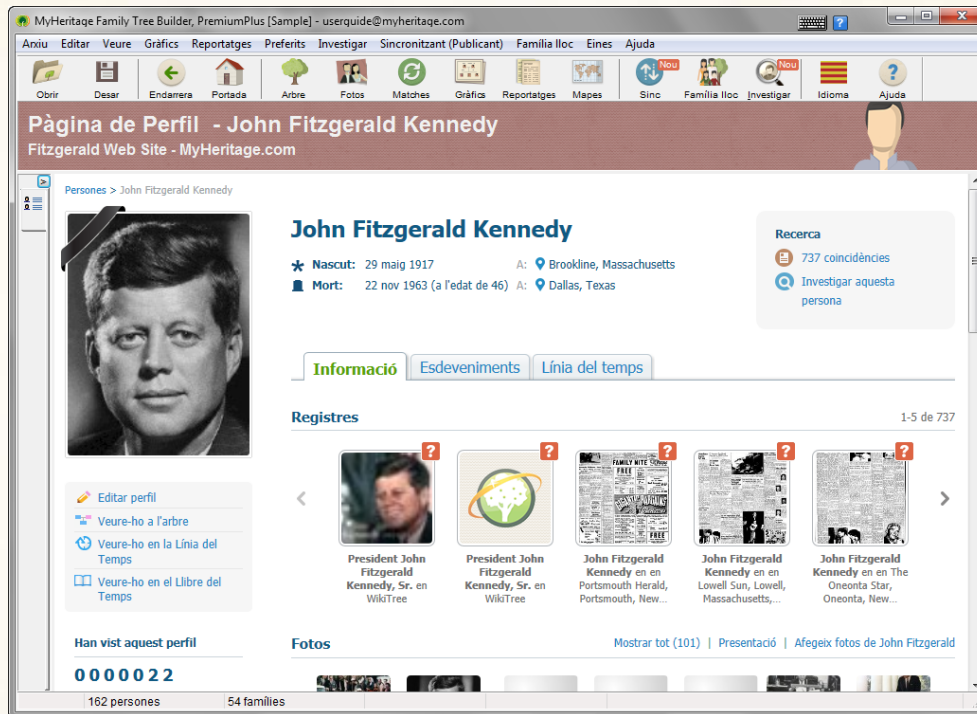 MyHeritage Family Tree Builder, PremiumPlus [Sample] - userguide@myheritage.com
Arxiu Editar Veure Gràfics Reportatges Preferits Investigar Sincronitzant (Publicant) Família lloc Eines Ajuda
Nou Nou
Obrir Desar Endarrera Portada Arbre Fotos Matches Gràfics Reportatges Mapes Sinc Família lloc Investigar Idioma Ajuda
Pàgina de Perfil - John Fitzgerald Kennedy
Fitzgerald Web Site - MyHeritage.com
Persones > John Fitzgerald Kennedy
John Fitzgerald Kennedy
Nascut: 29 maig 1917 A: Brookline, Massachusetts
Mort: 22 nov 1963 (a l'edat de 46) A: Dallas, Texas
Recerca
737 coincidències
Investigar aquesta
persona
Informació Esdeveniments Línia del temps
Registres 1-5 de 737
? ? ? ? ?
FAMILY NITE
President John
Fitzgerald
Kennedy, Sr. en
WikiTree
President John
Fitzgerald
Kennedy, Sr. en
WikiTree
John Fitzgerald
Kennedy en en
Portsmouth Herald,
Portsmouth, New...
John Fitzgerald
Kennedy en en
Lowell Sun, Lowell,
Massachusetts,...
John Fitzgerald
Kennedy en en The
Oneonta Star,
Oneonta, New...
Editar perfil
Veure-ho a l'arbre
Veure-ho en la Línia del
Temps
Veure-ho en el Llibre del
Temps
Han vist aquest perfil
0000022
Fotos Mostrar tot (101) | Presentació | Afegeix fotos de John Fitzgerald
162 persones 54 famílies